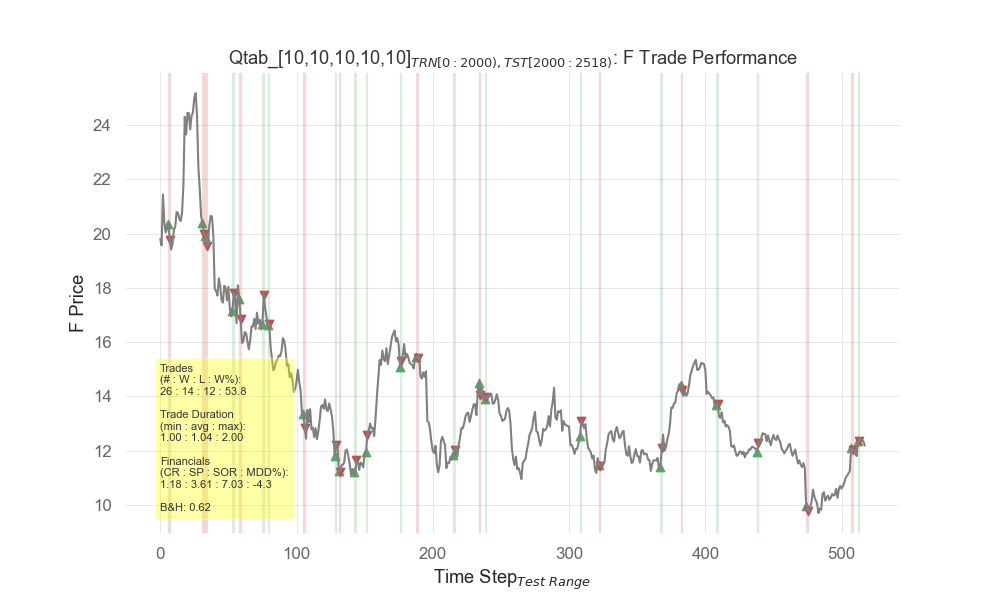 Qtab_[10,10,10,10,10]TRN[0 : 2000), TST[2000 : 2518): F Trade Performance
24
22
20
18
16
14
12
10
F Price
Trades
(# : W : L : W%):
26 : 14 : 12 : 53.8
Trade Duration
(min : avg : max):
1.00 : 1.04 : 2.00
Financials
(CR : SP : SOR : MDD%):
1.18 : 3.61 : 7.03 : -4.3
B&H: 0.62
0 100 200 300 400 500
Time StepTest Range